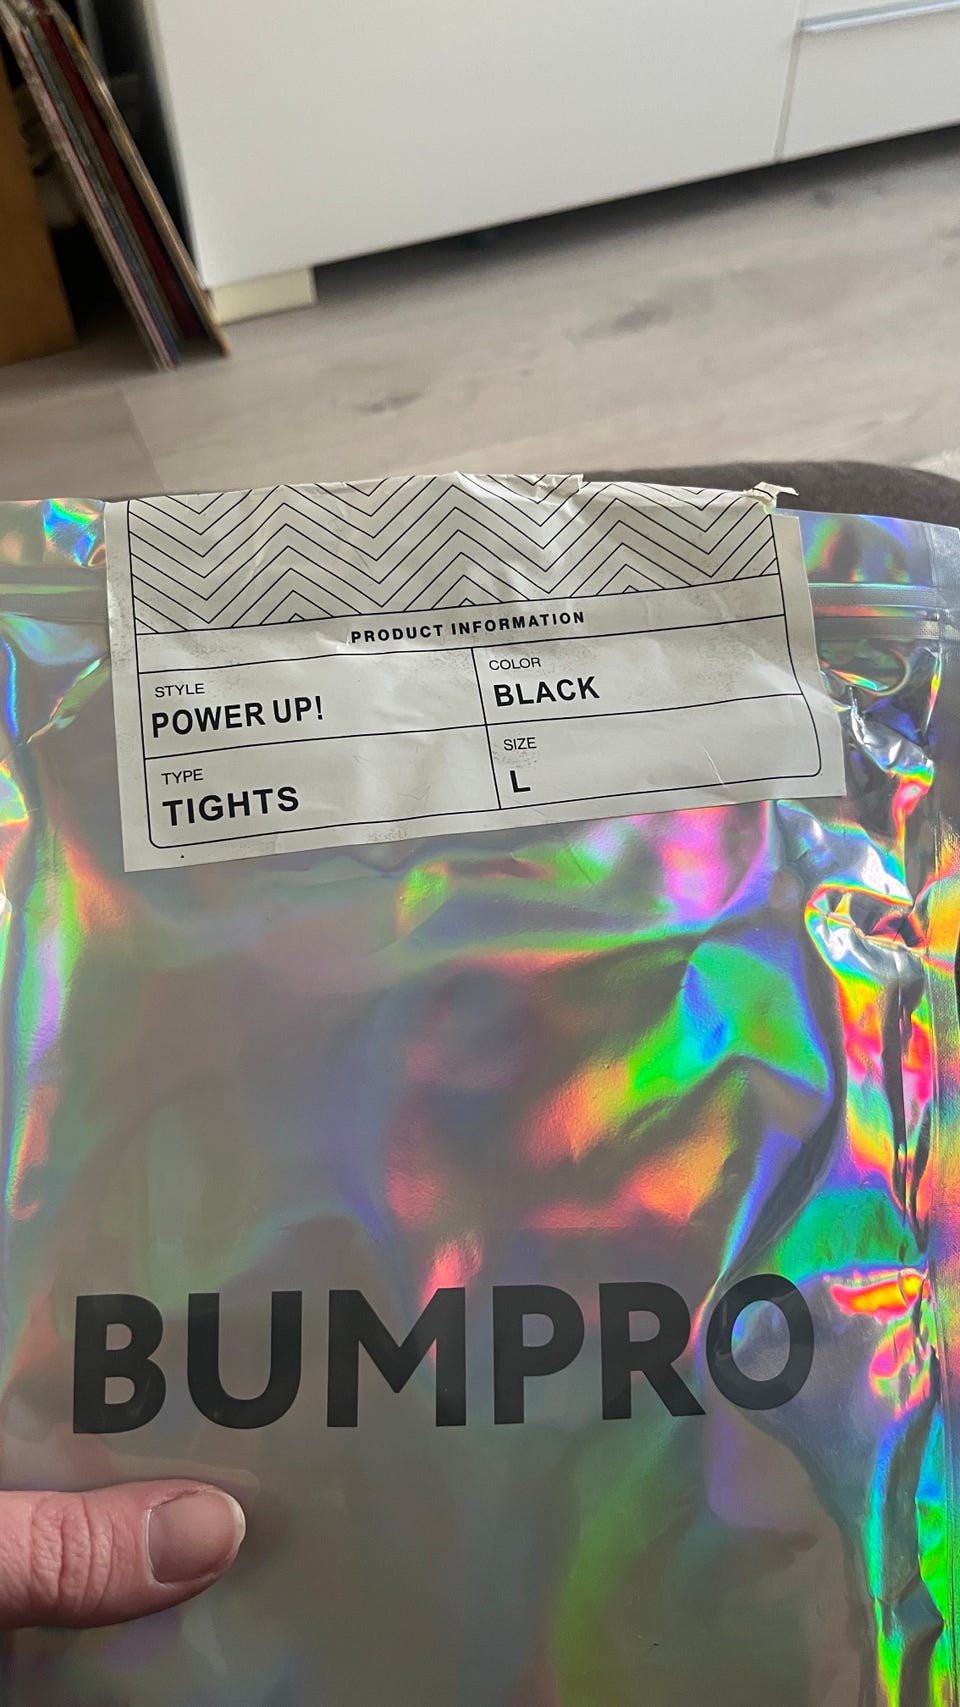 PRODUCT INFORMATION
STYLE
POWER UP!
COLOR
BLACK
TYPE
TIGHTS
SIZE
L
BUMPRO